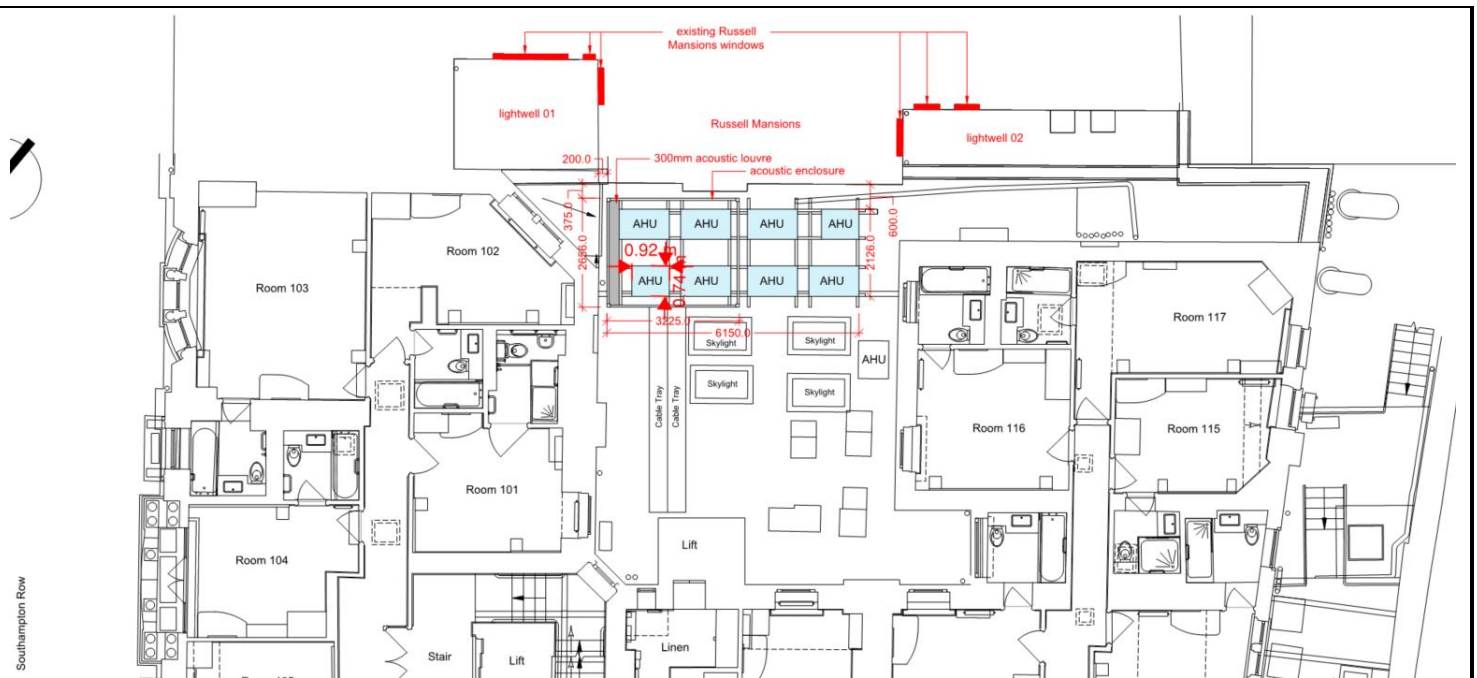 existing Russell
Mansions windows
lightwell 01
Russell Mansions
lightwell 02
200.0
300mm acoustic louvre
acoustic enclosure
375.0
600.0
AHU
AHU
AHU
AHU
Room 102
0.92 m
2126.0
Room 103
AHU
AHU
AHU
AHU
0.74 m
Room 117
3225.0
6150.0
Skylight
Skylight
AHU
Skylight
Skylight
Cable Tray
Cable Tray
Room 116
Room 115
Room 101
Lift
Room 104
Southampton Row
Stair
Lift
Linen